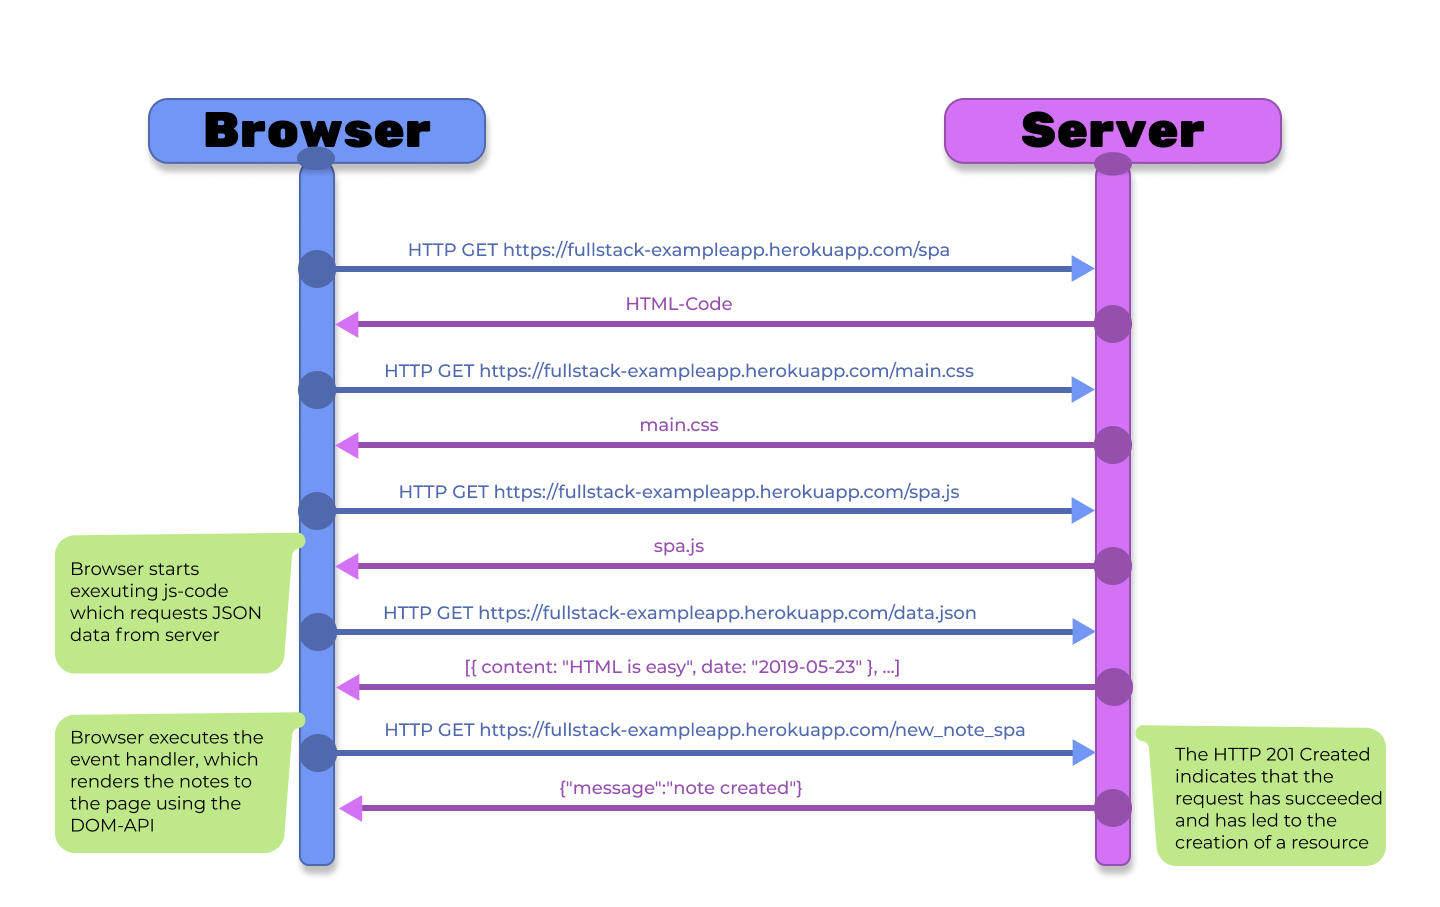 Browser
Server
HTTP GET https://fullstack-exampleapp.herokuapp.com/spa
HTML-Code
HTTP GET https://fullstack-exampleapp.herokuapp.com/main.css
main.css
HTTP GET https://fullstack-exampleapp.herokuapp.com/spa.js
spa.js
Browser starts
exexuting js-code
which requests JSON
data from server
HTTP GET https://fullstack-exampleapp.herokuapp.com/data.json
[{ content: "HTML is easy", date: "2019-05-23" }, ...]
Browser executes the
event handler, which
renders the notes to
the page using the
DOM-API
HTTP GET https://fullstack-exampleapp.herokuapp.com/new_note_spa
{"message":"note created"}
The HTTP 201 Created
indicates that the
request has succeeded
and has led to the
creation of a resource